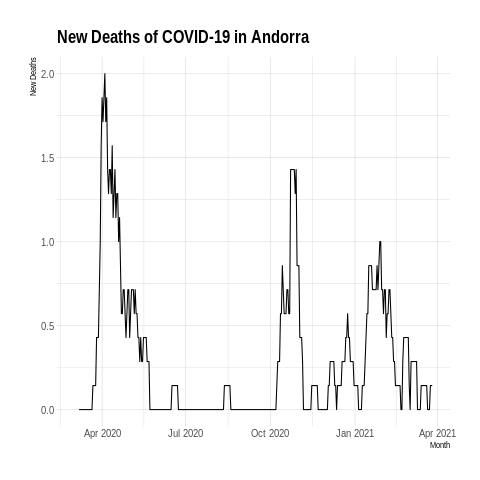 New Deaths of COVID-19 in Andorra
New Deaths
2.0
1.5
1.0
0.5
0.0
Apr 2020 Jul 2020 Oct 2020 Jan 2021 Apr 2021
Month